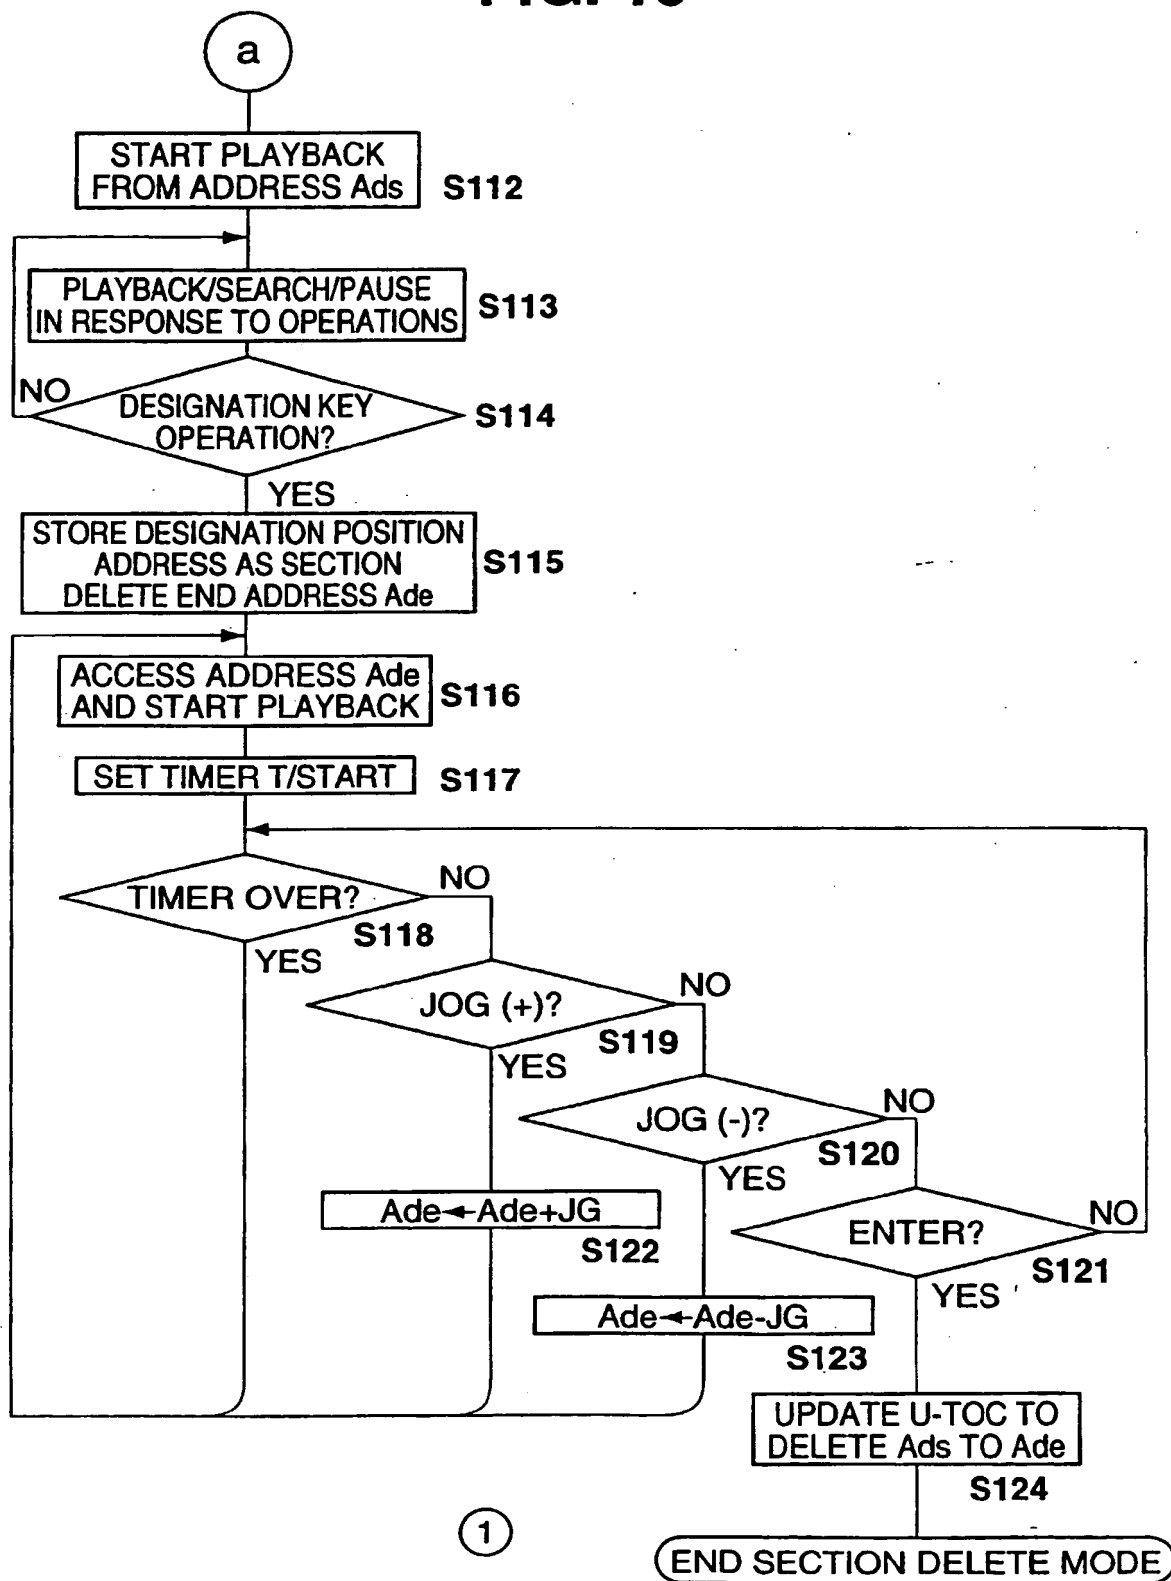 a
START PLAYBACK
FROM ADDRESS Ads
S112
PLAYBACK/SEARCH/PAUSE
IN RESPONSE TO OPERATIONS
S113
NO
DESIGNATION KEY
OPERATION?
S114
YES
STORE DESIGNATION POSITION
ADDRESS AS SECTION
DELETE END ADDRESS Ade
S115
ACCESS ADDRESS Ade
AND START PLAYBACK
S116
SET TIMER T/START
S117
TIMER OVER?
NO
S118
YES
JOG (+)?
NO
S119
YES
JOG (-)?
NO
S120
YES
Ade←Ade+JG
S122
ENTER?
NO
S121
YES
Ade←Ade-JG
S123
UPDATE U-TOC TO
DELETE Ads TO Ade
S124
1
END SECTION DELETE MODE